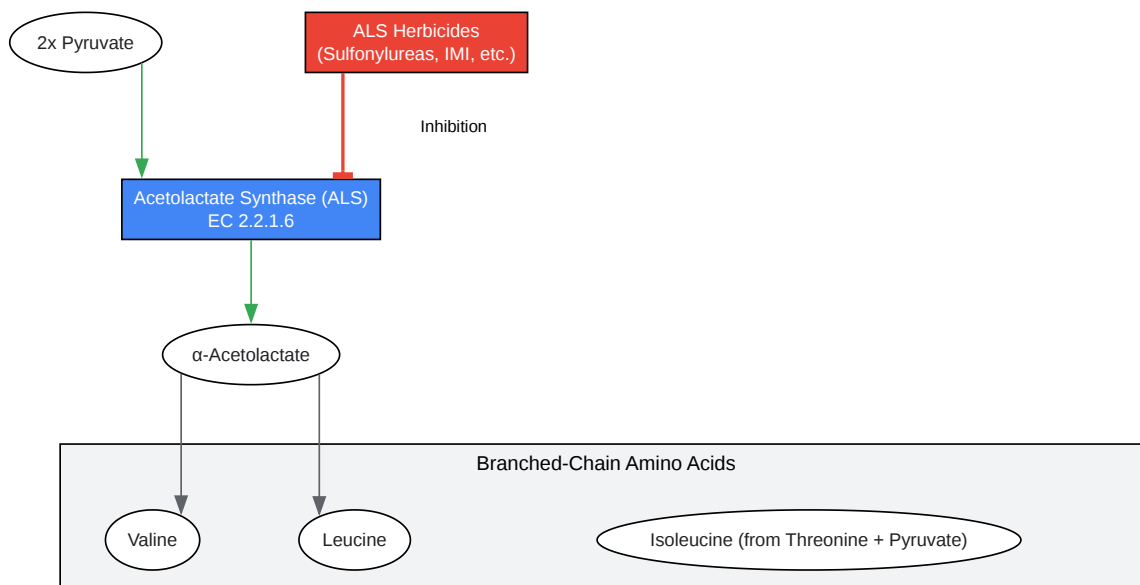 2x Pyruvate
ALS Herbicides
(Sulfonylureas, IMI, etc.)
Inhibition
Acetolactate Synthase (ALS)
EC 2.2.1.6
α-Acetolactate
Branched-Chain Amino Acids
Valine
Leucine
Isoleucine (from Threonine + Pyruvate)